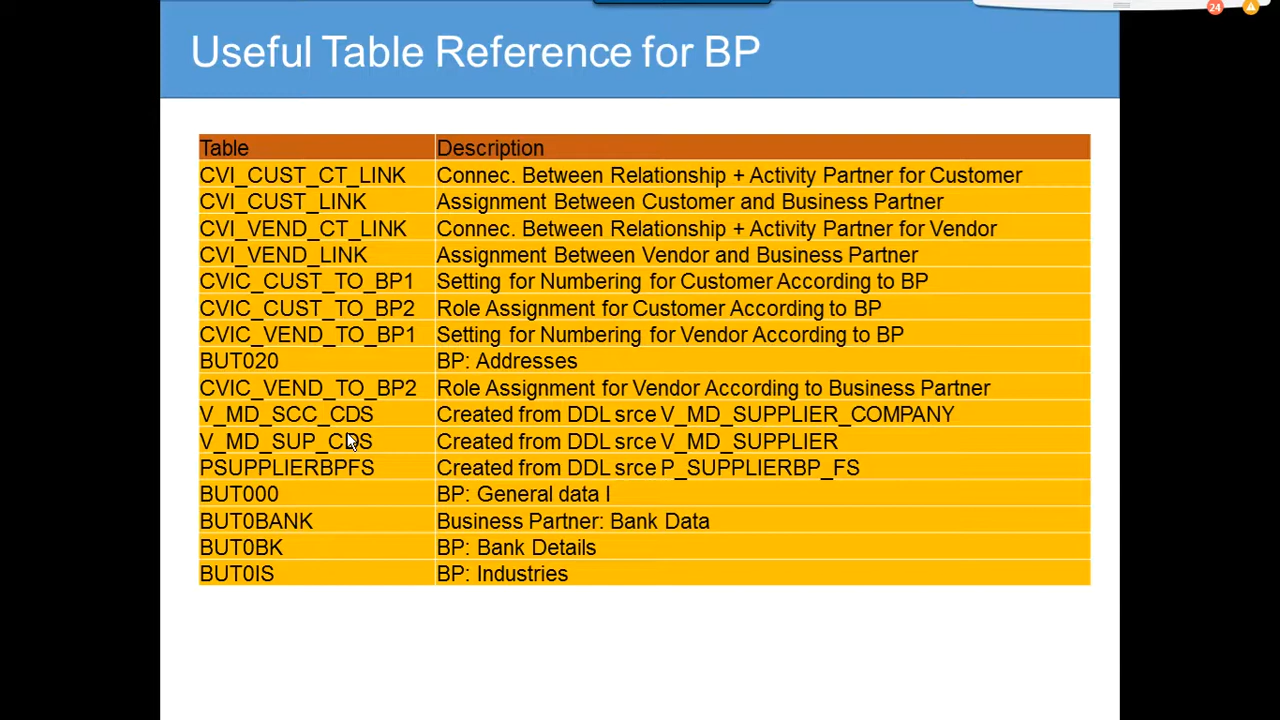 24
Useful Table Reference for BP
Table Description
CVI_CUST_CT_LINK Connec. Between Relationship + Activity Partner for Customer
CVI_CUST_LINK Assignment Between Customer and Business Partner
CVI_VEND_CT_LINK Connec. Between Relationship + Activity Partner for Vendor
CVI_VEND_LINK Assignment Between Vendor and Business Partner
CVIC_CUST_TO_BP1 Setting for Numbering for Customer According to BP
CVIC_CUST_TO_BP2 Role Assignment for Customer According to BP
CVIC_VEND_TO_BP1 Setting for Numbering for Vendor According to BP
BUT020 BP: Addresses
CVIC_VEND_TO_BP2 Role Assignment for Vendor According to Business Partner
V_MD_SCC_CDS Created from DDL srce V_MD_SUPPLIER_COMPANY
V_MD_SUP_CDS Created from DDL srce V_MD_SUPPLIER
PSUPPLIERBPFS Created from DDL srce P_SUPPLIERBP_FS
BUT000 BP: General data I
BUT0BANK Business Partner: Bank Data
BUT0BK BP: Bank Details
BUT0IS BP: Industries